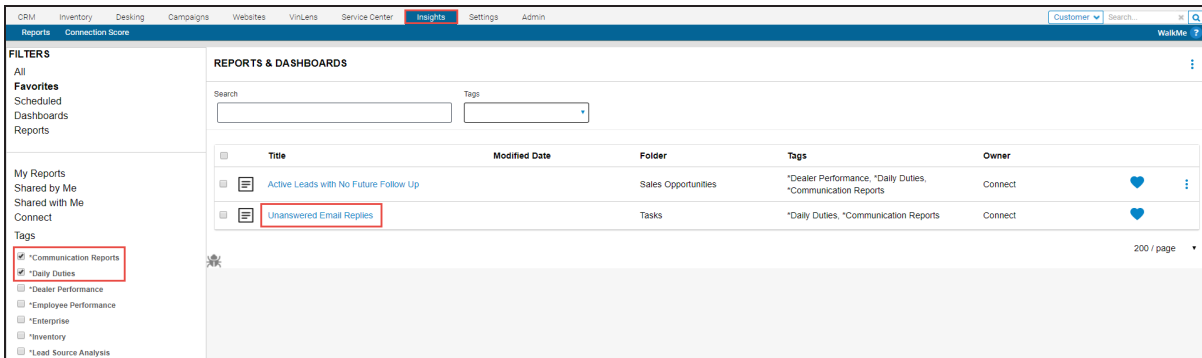 CRM Inventory Desking Campaigns Websites VinLens Service Center Insights Settings Admin Customer Search...
Reports Connection Score WalkMe ?
FILTERS
All
Favorites
Scheduled
Dashboards
Reports
My Reports
Shared by Me
Shared with Me
Connect
Tags
*Communication Reports
*Daily Duties
*Dealer Performance
*Employee Performance
*Enterprise
*Inventory
*Lead Source Analysis
REPORTS & DASHBOARDS
Search Tags
Title Modified Date Folder Tags Owner
Active Leads with No Future Follow Up Sales Opportunities *Dealer Performance, *Daily Duties, Connect
*Communication Reports
Unanswered Email Replies Tasks *Daily Duties, *Communication Reports Connect
200 / page